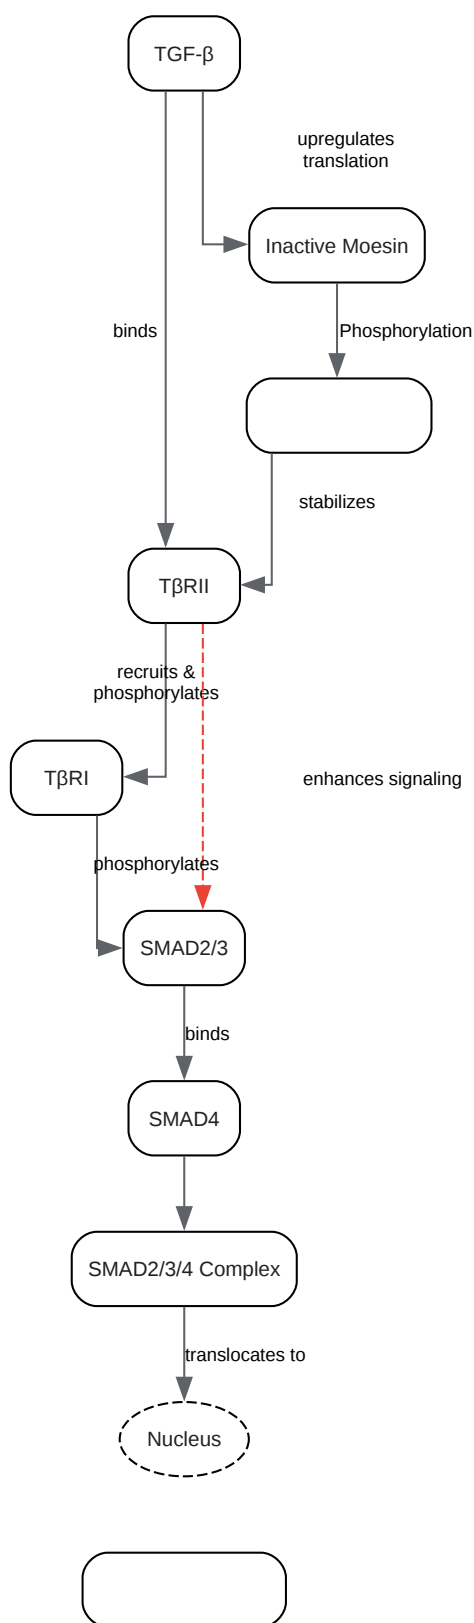 TGF-β
upregulates
translation
Inactive Moesin
binds
Phosphorylation
stabilizes
TβRII
recruits &
phosphorylates
TβRI
enhances signaling
phosphorylates
SMAD2/3
binds
SMAD4
SMAD2/3/4 Complex
translocates to
Nucleus